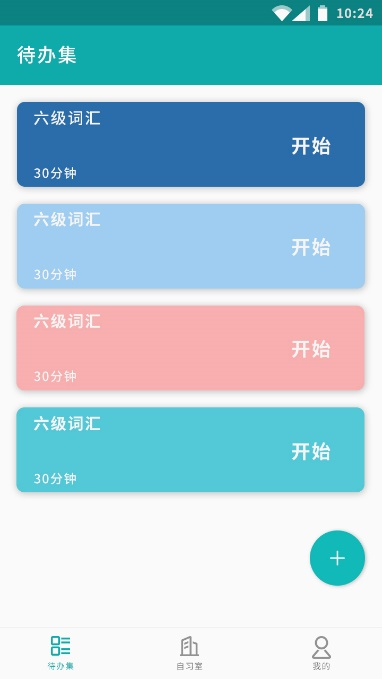 10:24
待办集
六级词汇
开始
30分钟
六级词汇
开始
30分钟
六级词汇
开始
30分钟
六级词汇
开始
30分钟
待办集
自习室
我的